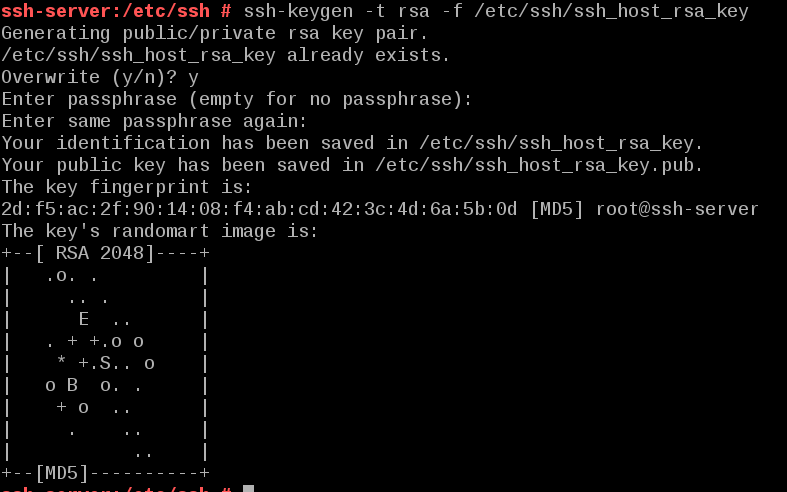 ssh-server:/etc/ssh # ssh-keygen -t rsa -f /etc/ssh/ssh_host_rsa_key
Generating public/private rsa key pair.
/etc/ssh/ssh_host_rsa_key already exists.
Overwrite (y/n)? y
Enter passphrase (empty for no passphrase):
Enter same passphrase again:
Your identification has been saved in /etc/ssh/ssh_host_rsa_key.
Your public key has been saved in /etc/ssh/ssh_host_rsa_key.pub.
The key fingerprint is:
2d:f5:ac:2f:90:14:08:f4:ab:cd:42:3c:4d:6a:5b:0d [MD5] root@ssh-server
The key's randomart image is:
+--[ RSA 2048]----+
|   .o. .         |
|     .. .        |
|      E  ..      |
|   . + +.o o     |
|    * +.S.. o    |
|   o B  o. .     |
|    + o  ..      |
|     .    ..     |
|           ..    |
+--[MD5]----------+
ssh-server:/etc/ssh #